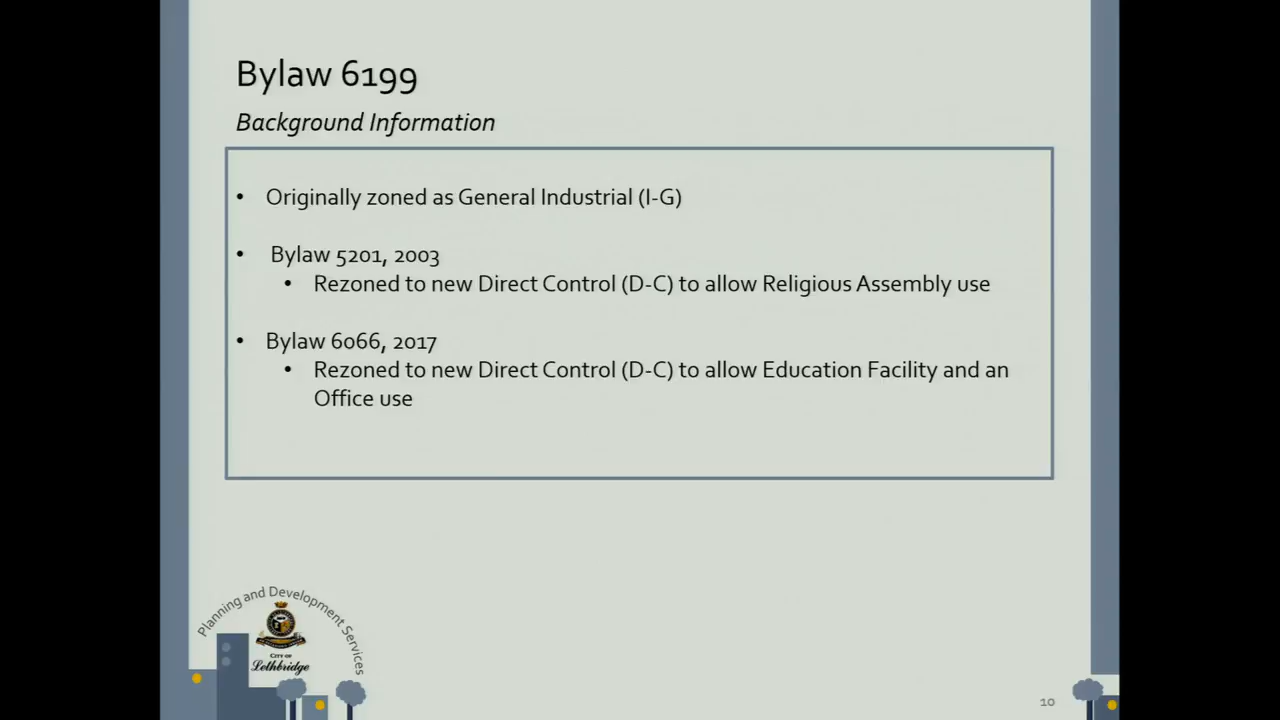 Bylaw 6199
Background Information
• Originally zoned as General Industrial (I-G)
• Bylaw 5201, 2003
• Rezoned to new Direct Control (D-C) to allow Religious Assembly use
• Bylaw 6066, 2017
• Rezoned to new Direct Control (D-C) to allow Education Facility and an
Office use
Planning and Development Services
CITY OF
Lethbridge
10